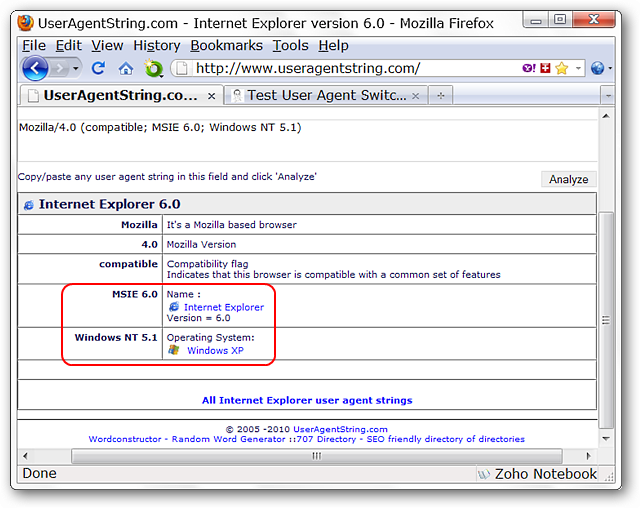 UserAgentString.com - Internet Explorer version 6.0 - Mozilla Firefox
File Edit View History Bookmarks Tools Help
http://www.useragentstring.com/ Y!
UserAgentString.co... × Test User Agent Switc... ×
Mozilla/4.0 (compatible; MSIE 6.0; Windows NT 5.1)
Copy/paste any user agent string in this field and click 'Analyze'
Analyze
Internet Explorer 6.0
Mozilla It's a Mozilla based browser
4.0 Mozilla Version
compatible Compatibility flag
Indicates that this browser is compatible with a common set of features
MSIE 6.0 Name :
Internet Explorer
Version = 6.0
Windows NT 5.1 Operating System:
Windows XP
All Internet Explorer user agent strings
© 2005 -2010 UserAgentString.com
Wordconstructor - Random Word Generator ::707 Directory - SEO friendly directory of directories
Done Zoho Notebook